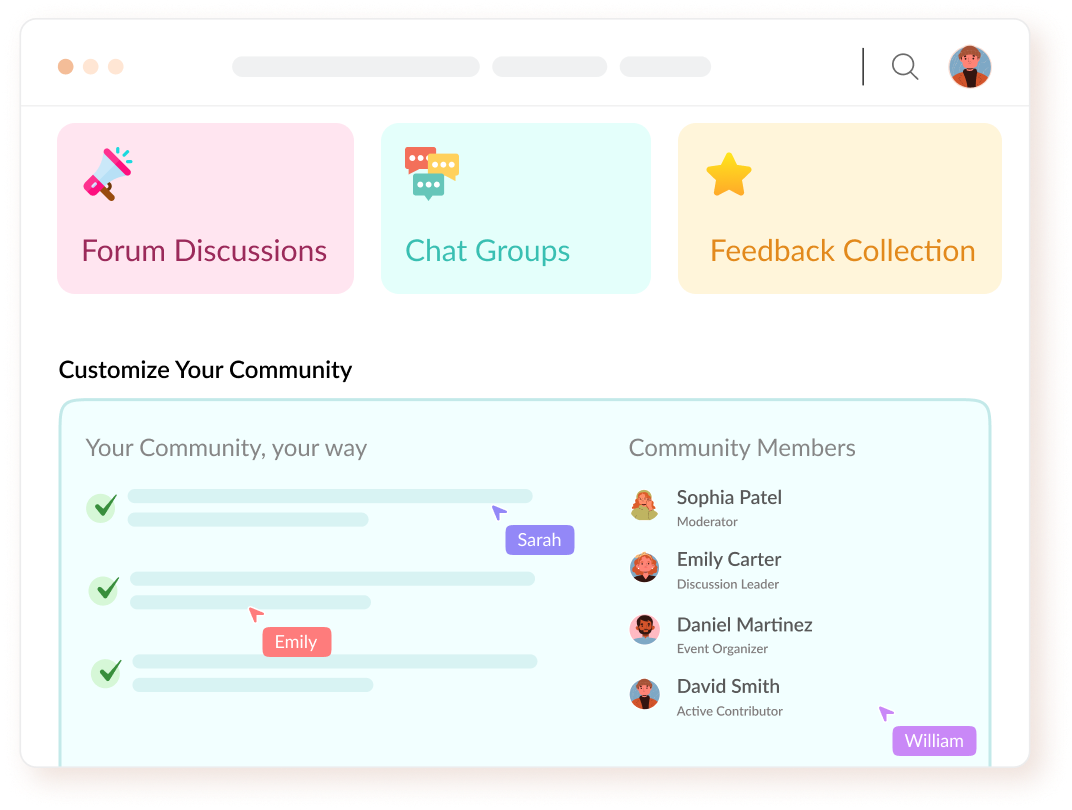 Forum Discussions
Chat Groups
Feedback Collection
Customize Your Community
Your Community, your way
Sarah
Emily
Community Members
Sophia Patel
Moderator
Emily Carter
Discussion Leader
Daniel Martinez
Event Organizer
David Smith
Active Contributor
William